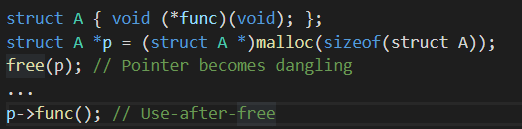 struct A { void (*func)(void); };
struct A *p = (struct A *)malloc(sizeof(struct A));
free(p); // Pointer becomes dangling
...
p->func(); // Use-after-free